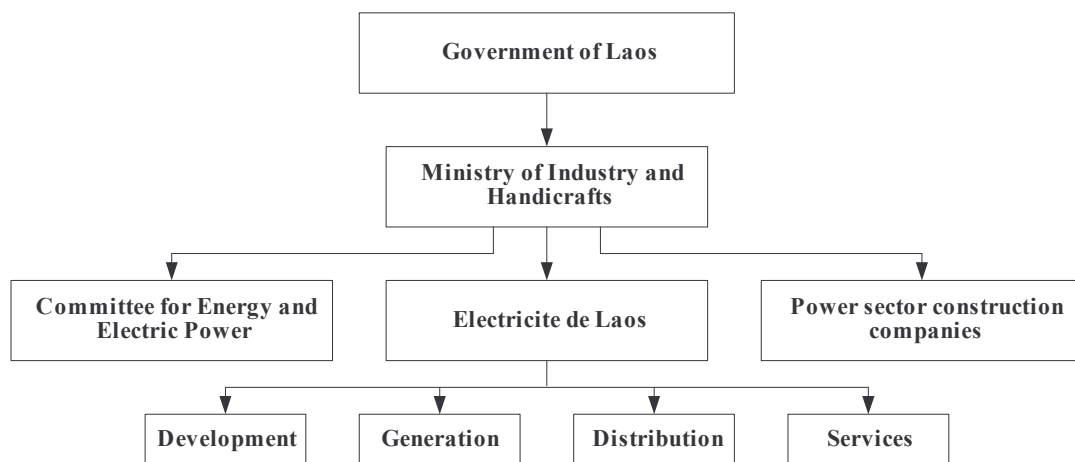 Government of Laos
Ministry of Industry and
Handicrafts
Committee for Energy and
Electric Power
Electricite de Laos
Power sector construction
companies
Development
Generation
Distribution
Services